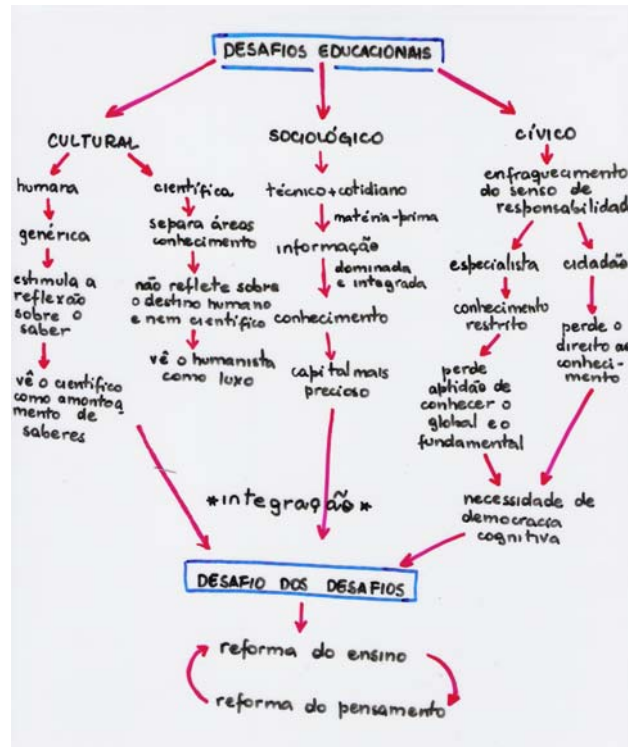 DESAFIOS EDUCACIONAIS
CULTURAL
humana
genérica
estimula a
reflexão
sobre o
saber
vê o científico
como amontoa
mento de
saberes
científica
separa áreas
conhecimento
não reflete sobre
o destino humano
e nem científico
vê o humanista
como luxo
SOCIOLÓGICO
técnico+cotidiano
matéria-prima
informação
dominada
e integrada
conhecimento
capital mais
precioso
CÍVICO
enfraquecimento
do senso de
responsabilidad
especialista
conhecimento
restrito
perde
aptidão de
conhecer o
global e o
fundamental
cidadão
perde o
direito ao
conheci-
mento
necessidade de
democracia
cognitiva
*integração*
DESAFIO DOS DESAFIOS
reforma do ensino
reforma do pensamento